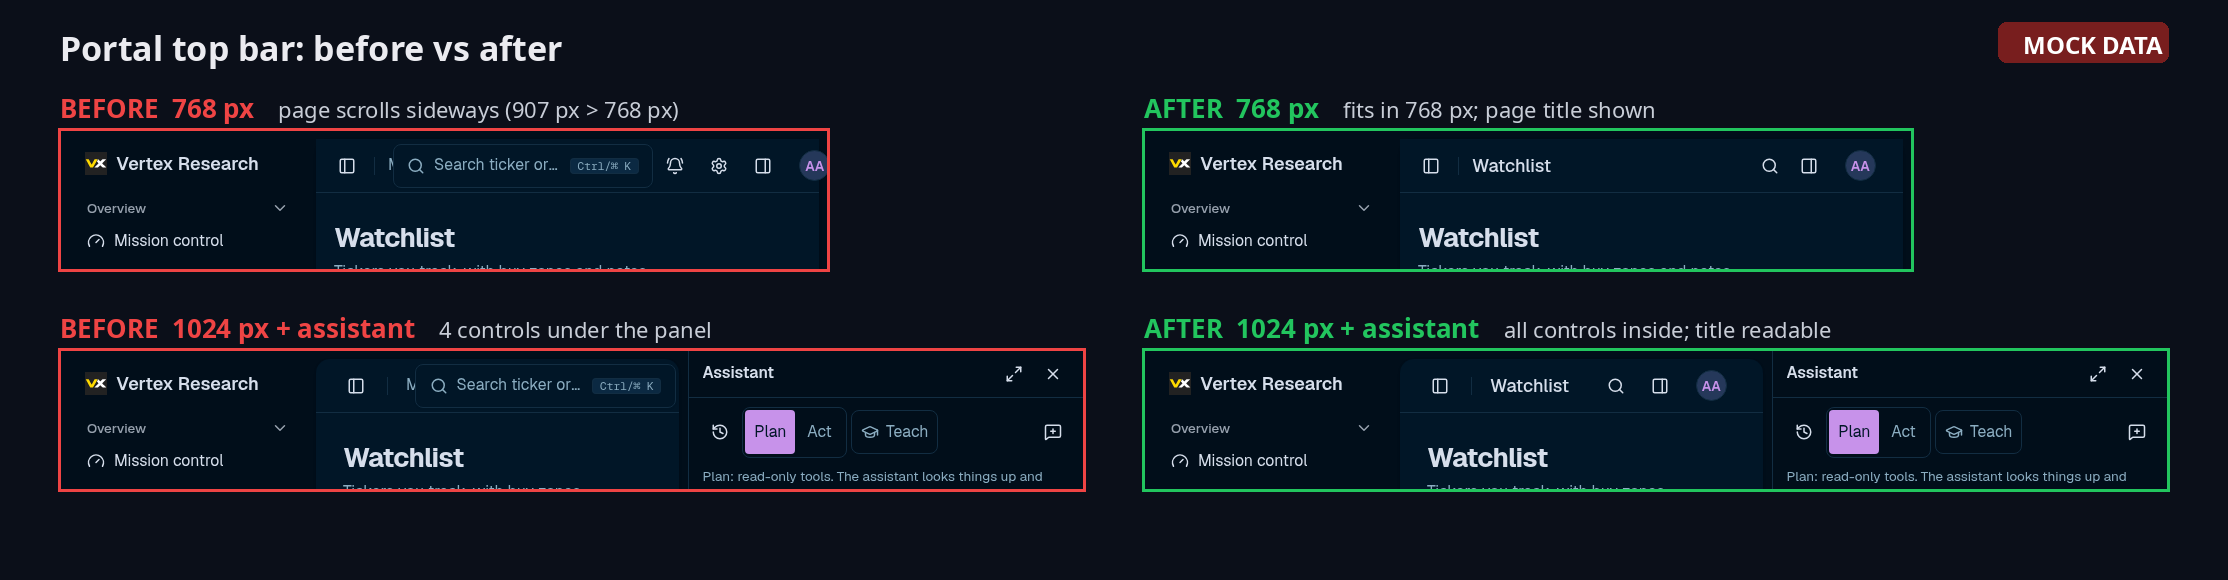 Portal top bar: before vs after
MOCK DATA
BEFORE 768 px page scrolls sideways (907 px > 768 px)
VX Vertex Research
M Search ticker or... Ctrl/⌘ K AA
Overview
Watchlist
Mission control
AFTER 768 px fits in 768 px; page title shown
VX Vertex Research
Watchlist AA
Overview
Watchlist
Mission control
BEFORE 1024 px + assistant 4 controls under the panel
VX Vertex Research
M Search ticker or... Ctrl/⌘ K
Assistant
Overview
Plan Act Teach
Watchlist
Mission control
Plan: read-only tools. The assistant looks things up and
AFTER 1024 px + assistant all controls inside; title readable
VX Vertex Research
Watchlist AA
Assistant
Overview
Plan Act Teach
Watchlist
Mission control
Plan: read-only tools. The assistant looks things up and